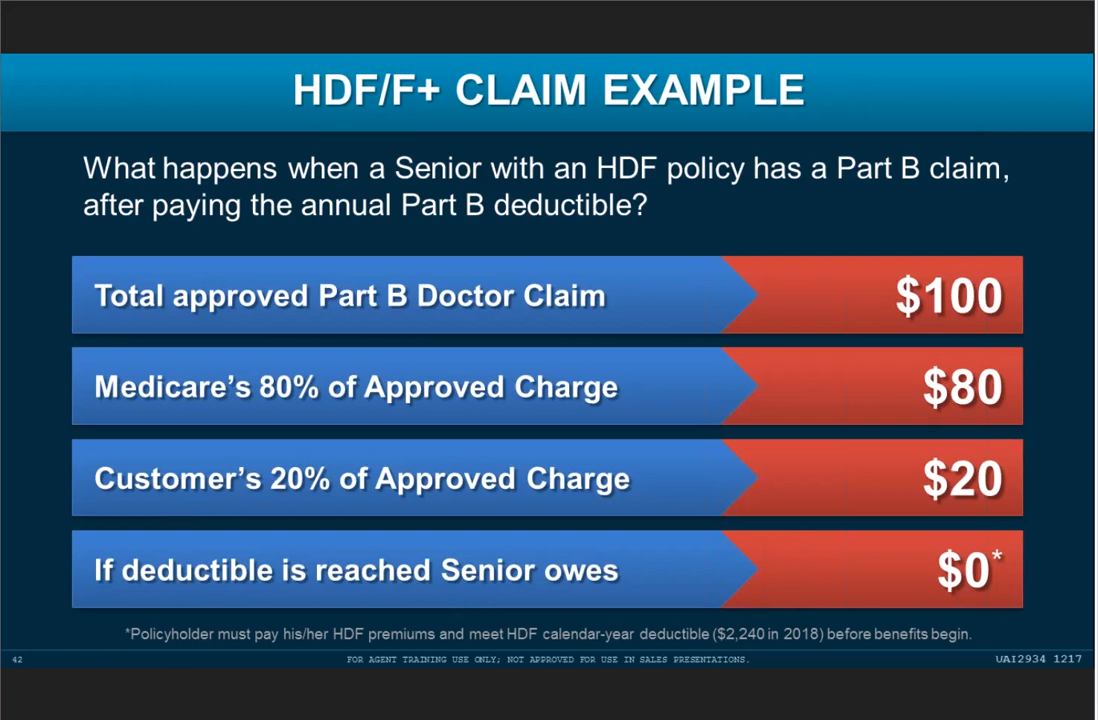 HDF/F+ CLAIM EXAMPLE
What happens when a Senior with an HDF policy has a Part B claim,
after paying the annual Part B deductible?
Total approved Part B Doctor Claim $100
Medicare’s 80% of Approved Charge $80
Customer’s 20% of Approved Charge $20
If deductible is reached Senior owes $0*
*Policyholder must pay his/her HDF premiums and meet HDF calendar-year deductible ($2,240 in 2018) before benefits begin.
42 FOR AGENT TRAINING USE ONLY; NOT APPROVED FOR USE IN SALES PRESENTATIONS. UAI2934 1217